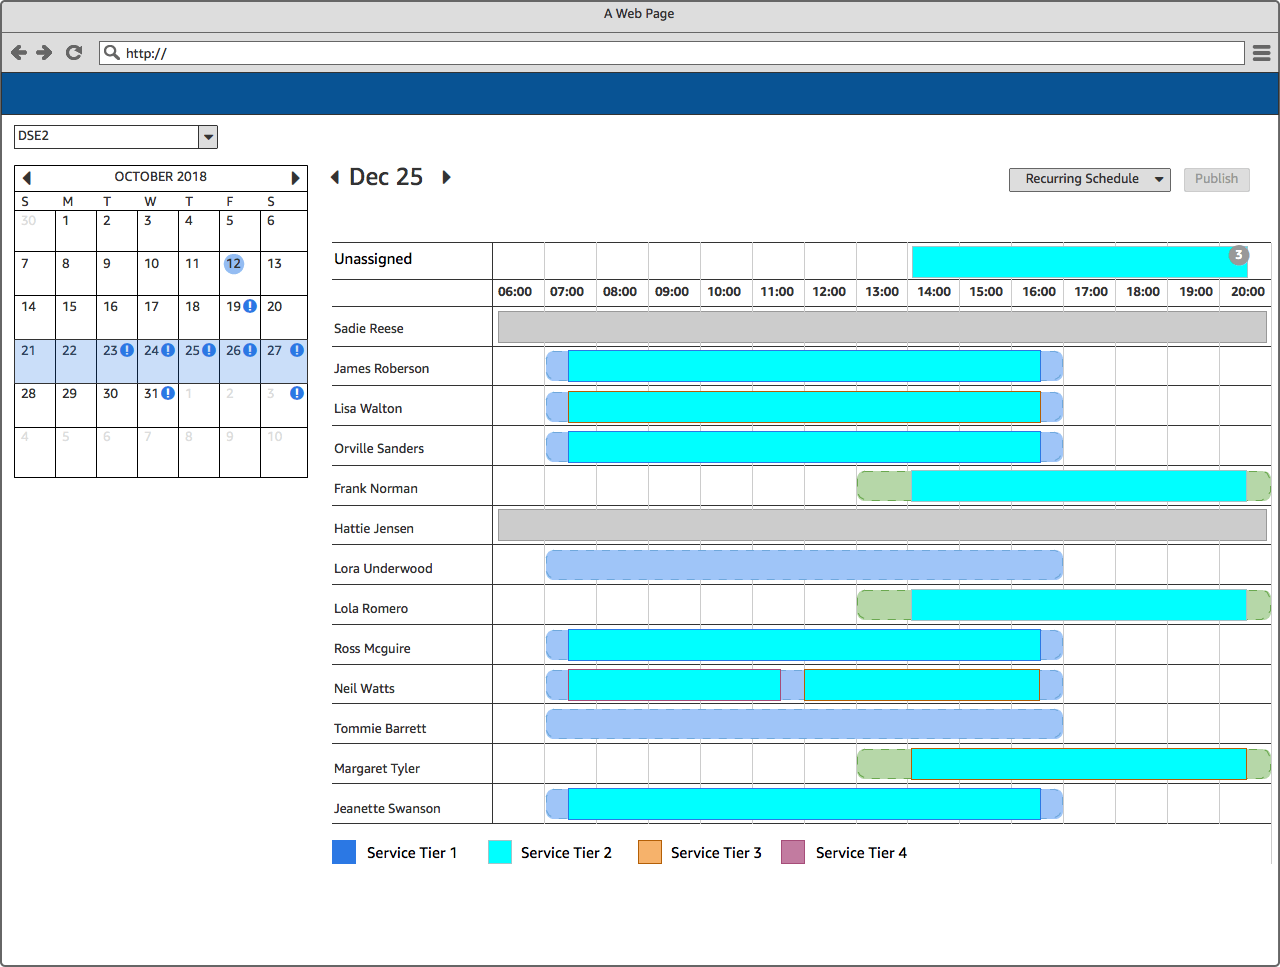 A Web Page
http://
DSE2
OCTOBER 2018
S M T W T F S
30 1 2 3 4 5 6
7 8 9 10 11 12 13
14 15 16 17 18 19 ! 20
21 22 23 ! 24 ! 25 ! 26 ! 27 !
28 29 30 31 ! 1 2 3 !
4 5 6 7 8 9 10
Dec 25
Recurring Schedule
Publish
Unassigned 3
06:00 07:00 08:00 09:00 10:00 11:00 12:00 13:00 14:00 15:00 16:00 17:00 18:00 19:00 20:00
Sadie Reese
James Roberson
Lisa Walton
Orville Sanders
Frank Norman
Hattie Jensen
Lora Underwood
Lola Romero
Ross Mcguire
Neil Watts
Tommie Barrett
Margaret Tyler
Jeanette Swanson
Service Tier 1 Service Tier 2 Service Tier 3 Service Tier 4